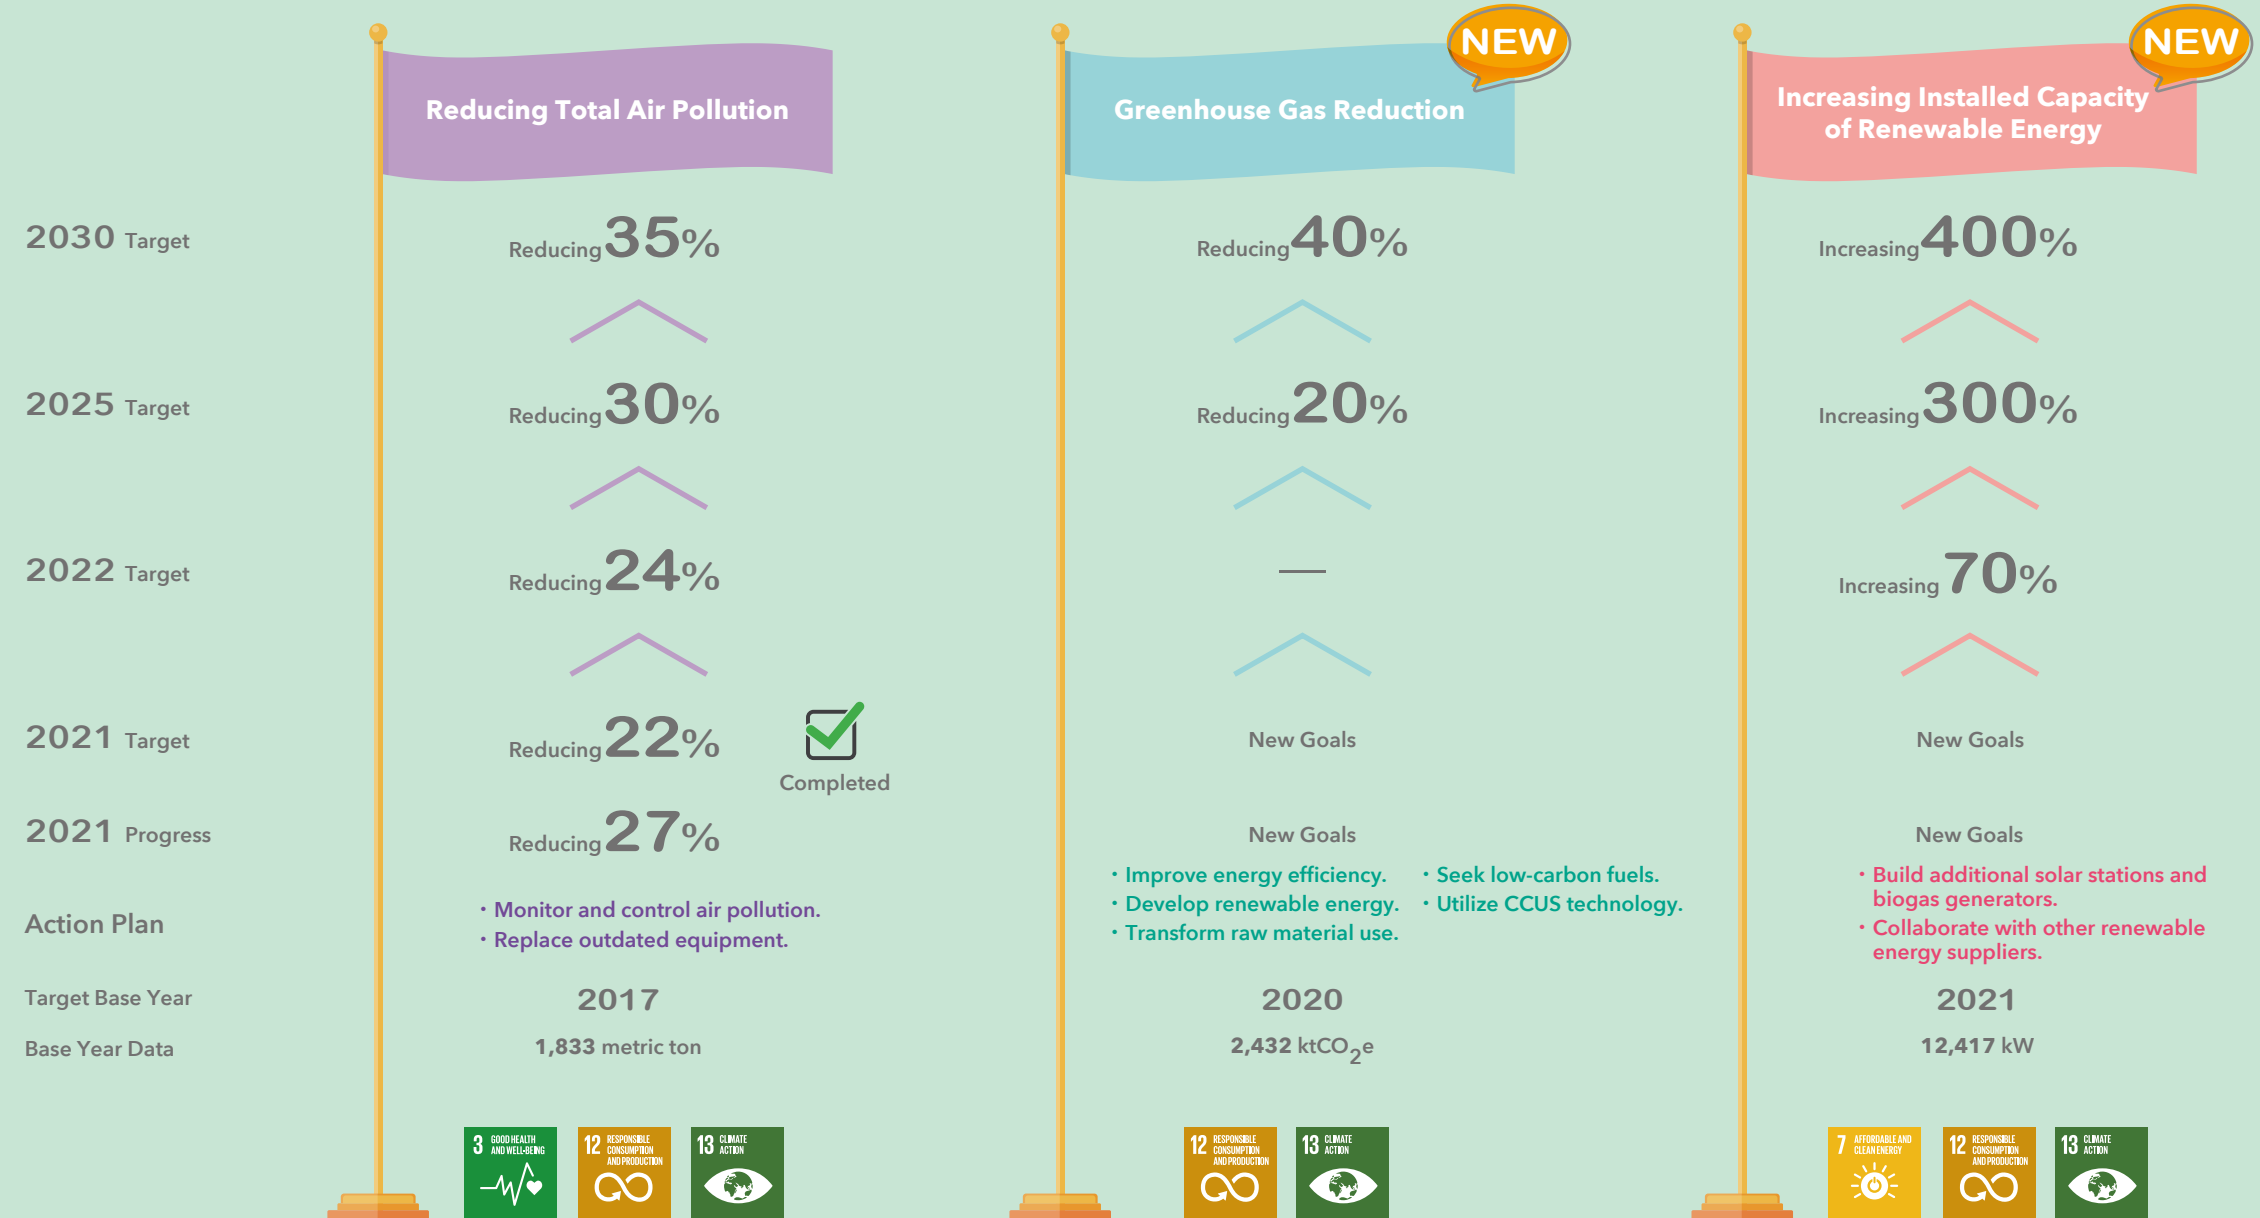 NEW
NEW
Reducing Total Air Pollution
Greenhouse Gas Reduction
Increasing Installed Capacity
of Renewable Energy
2030 Target
Reducing 35%
Reducing 40%
Increasing 400%
2025 Target
Reducing 30%
Reducing 20%
Increasing 300%
2022 Target
Reducing 24%
—
Increasing 70%
2021 Target
Reducing 22%
Completed
New Goals
New Goals
2021 Progress
Reducing 27%
New Goals
New Goals
Action Plan
· Monitor and control air pollution.
· Replace outdated equipment.
· Improve energy efficiency.
· Develop renewable energy.
· Transform raw material use.
· Seek low-carbon fuels.
· Utilize CCUS technology.
· Build additional solar stations and
biogas generators.
· Collaborate with other renewable
energy suppliers.
Target Base Year
2017
2020
2021
Base Year Data
1,833 metric ton
2,432 ktCO2e
12,417 kW
3 GOOD HEALTH
AND WELL-BEING
12 RESPONSIBLE
CONSUMPTION
AND PRODUCTION
13 CLIMATE
ACTION
12 RESPONSIBLE
CONSUMPTION
AND PRODUCTION
13 CLIMATE
ACTION
7 AFFORDABLE AND
CLEAN ENERGY
12 RESPONSIBLE
CONSUMPTION
AND PRODUCTION
13 CLIMATE
ACTION